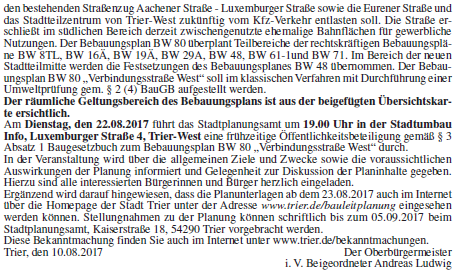 den bestehenden Straßenzug Aachener Straße - Luxemburger Straße sowie die Eurener Straße und
das Stadtteilzentrum von Trier-West zukünftig vom Kfz-Verkehr entlasten soll. Die Straße er-
schließt im südlichen Bereich derzeit zwischengenutzte ehemalige Bahnflächen für gewerbliche
Nutzungen. Der Bebauungsplan BW 80 überplant Teilbereiche der rechtskräftigen Bebauungsplä-
ne BW 8TL, BW 16Ä, BW 19Ä, BW 29A, BW 48, BW 61-1und BW 71. Im Bereich der neuen
Stadtteilmitte werden die Festsetzungen des Bebauungsplanes BW 48 übernommen. Der Bebau-
ungsplan BW 80 „Verbindungsstraße West“ soll im klassischen Verfahren mit Durchführung einer
Umweltprüfung gem. § 2 (4) BauGB aufgestellt werden.
Der räumliche Geltungsbereich des Bebauungsplans ist aus der beigefügten Übersichtskar-
te ersichtlich.
Am Dienstag, den 22.08.2017 führt das Stadtplanungsamt um 19.00 Uhr in der Stadtumbau
Info, Luxemburger Straße 4, Trier-West eine frühzeitige Öffentlichkeitsbeteiligung gemäß § 3
Absatz 1 Baugesetzbuch zum Bebauungsplan BW 80 „Verbindungsstraße West“ durch.
In der Veranstaltung wird über die allgemeinen Ziele und Zwecke sowie die voraussichtlichen
Auswirkungen der Planung informiert und Gelegenheit zur Diskussion der Planinhalte gegeben.
Hierzu sind alle interessierten Bürgerinnen und Bürger herzlich eingeladen.
Ergänzend wird darauf hingewiesen, dass die Planunterlagen ab dem 23.08.2017 auch im Internet
über die Homepage der Stadt Trier unter der Adresse www.trier.de/bauleitplanung eingesehen
werden können. Stellungnahmen zu der Planung können schriftlich bis zum 05.09.2017 beim
Stadtplanungsamt, Kaiserstraße 18, 54290 Trier vorgebracht werden.
Diese Bekanntmachung finden Sie auch im Internet unter www.trier.de/bekanntmachungen.
Trier, den 10.08.2017 Der Oberbürgermeister
i. V. Beigeordneter Andreas Ludwig